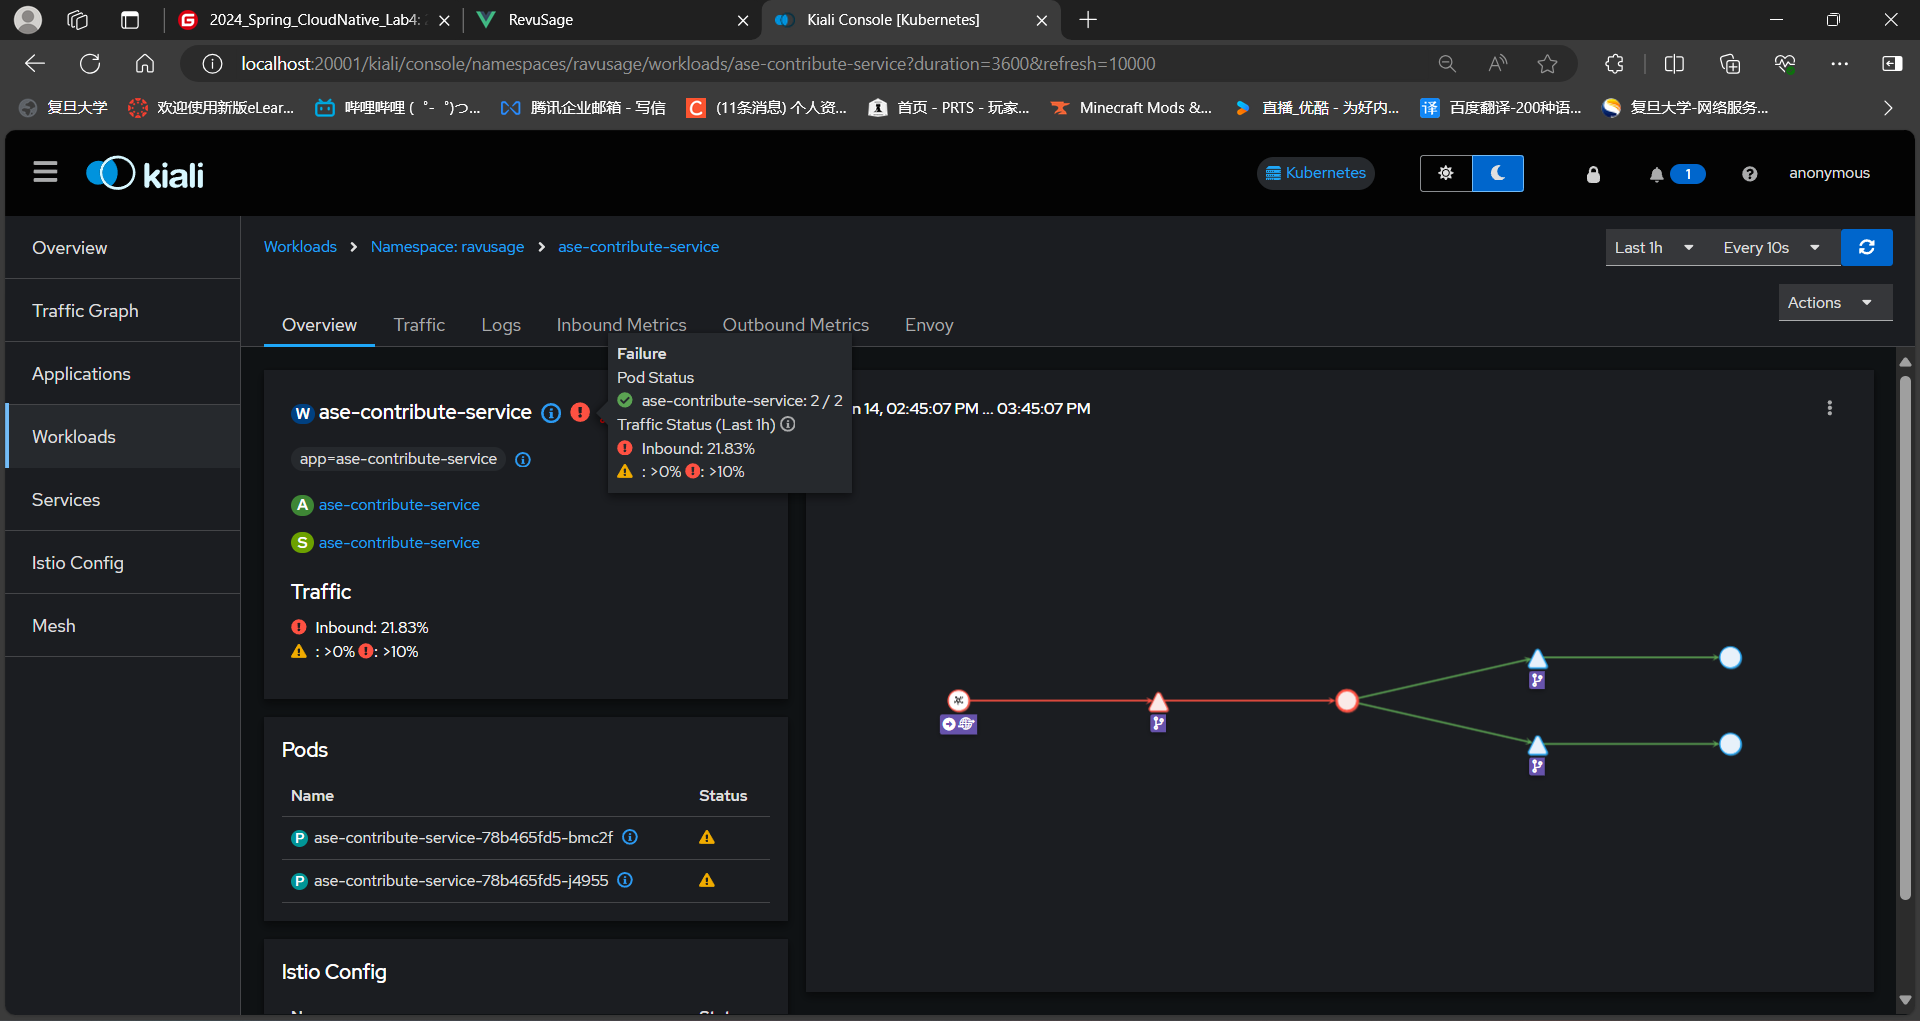 2024_Spring_CloudNative_Lab4:
RevuSage
Kiali Console [Kubernetes]
localhost:20001/kiali/console/namespaces/ravusage/workloads/ase-contribute-service?duration=3600&refresh=10000
复旦大学
欢迎使用新版eLear...
哔哩哔哩 ( ゜- ゜)つ...
腾讯企业邮箱 - 写信
(11条消息) 个人资...
首页 - PRTS - 玩家...
Minecraft Mods &...
直播_优酷 - 为好内...
百度翻译-200种语...
复旦大学-网络服务...
kiali
Kubernetes
1
anonymous
Overview
Traffic Graph
Applications
Workloads
Services
Istio Config
Mesh
Workloads > Namespace: ravusage > ase-contribute-service
Last 1h
Every 10s
Actions
Overview
Traffic
Logs
Inbound Metrics
Outbound Metrics
Envoy
Failure
Pod Status
ase-contribute-service: 2 / 2
Traffic Status (Last 1h)
Inbound: 21.83%
: >0% : >10%
W ase-contribute-service
app=ase-contribute-service
A ase-contribute-service
S ase-contribute-service
Traffic
Inbound: 21.83%
: >0% : >10%
n 14, 02:45:07 PM ... 03:45:07 PM
Pods
Name
Status
P ase-contribute-service-78b465fd5-bmc2f
P ase-contribute-service-78b465fd5-j4955
Istio Config